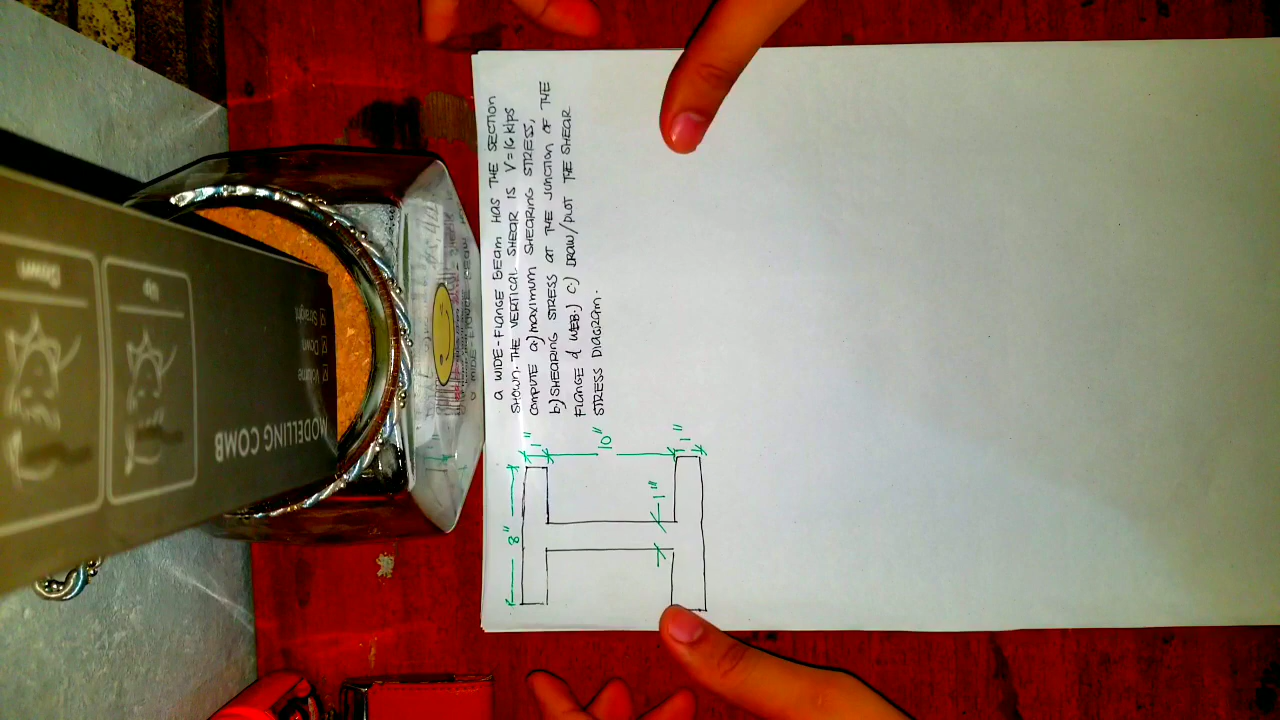 a WIDE-FLANGE BEAM HAS THE SECTION
SHOWN. THE VERTICAL SHEAR IS V=16 kips
COMPUTE a) MAXIMUM SHEARING STRESS,
b) SHEARING STRESS at THE JUNCTION OF THE
FLANGE & WEB.) c.) DRAW/PLOT THE SHEAR
STRESS DIAGRAM.
8"
1"
10"
1"
1"
MODELLING COMB
Volume
Down
Straight
Up
Down